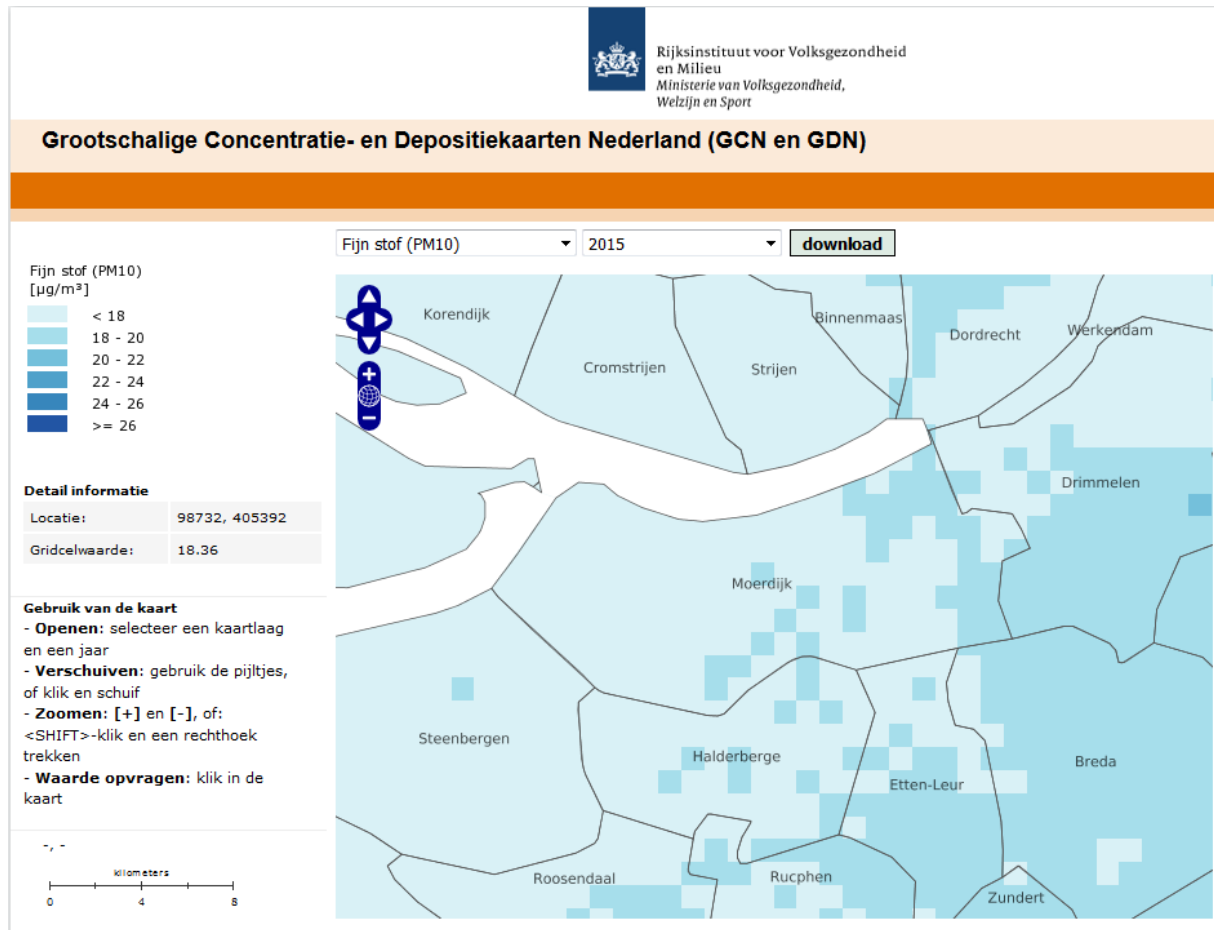 Rijksinstituut voor Volksgezondheid
en Milieu
Ministerie van Volksgezondheid,
Welzijn en Sport
Grootschalige Concentratie- en Depositiekaarten Nederland (GCN en GDN)
Fijn stof (PM10)
2015
download
Fijn stof (PM10)
[µg/m³]
< 18
18 - 20
20 - 22
22 - 24
24 - 26
>= 26
Detail informatie
Locatie: 98732, 405392
Gridcelwaarde: 18.36
Gebruik van de kaart
- Openen: selecteer een kaartlaag
en een jaar
- Verschuiven: gebruik de pijltjes,
of klik en schuif
- Zoomen: [+] en [-], of:
<SHIFT>-klik en een rechthoek
trekken
- Waarde opvragen: klik in de
kaart
-, -
kilometers
0 4 8
Korendijk
Binnenmaas
Dordrecht
Werkendam
Cromstrijen
Strijen
Drimmelen
Moerdijk
Steenbergen
Halderberge
Breda
Etten-Leur
Roosendaal
Rucphen
Zundert